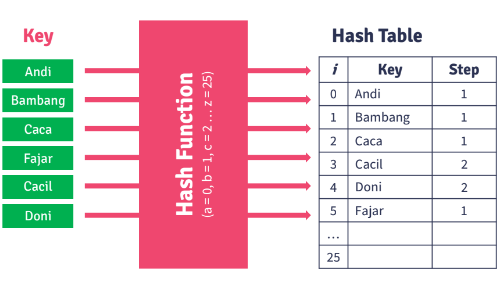 Key
Andi
Bambang
Caca
Fajar
Cacil
Doni
Hash Function
(a = 0, b = 1, c = 2 … z = 25)
Hash Table
i Key Step
0 Andi 1
1 Bambang 1
2 Caca 1
3 Cacil 2
4 Doni 2
5 Fajar 1
...
25